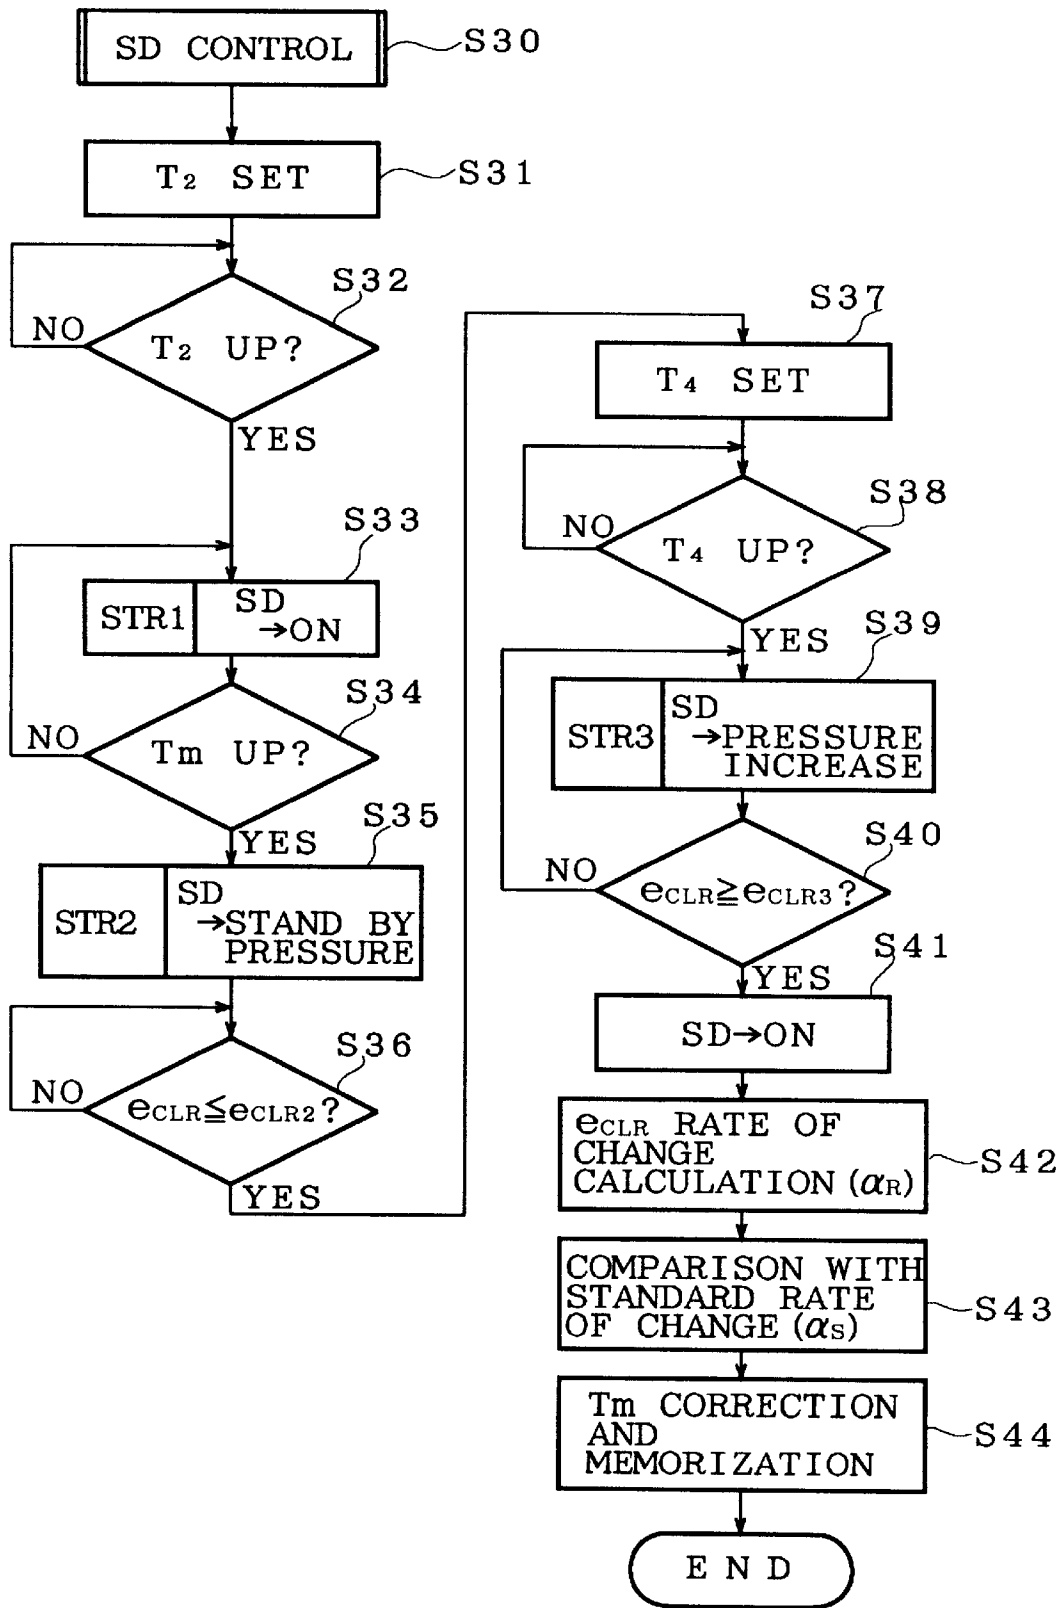 SD CONTROL
S30
T2 SET
S31
S32
T2 UP?
NO
YES
S33
STR1
SD
→ON
S34
Tm UP?
NO
YES
S35
STR2
SD
→STAND BY
PRESSURE
S36
eCLR≦eCLR2?
NO
YES
S37
T4 SET
S38
T4 UP?
NO
YES
S39
STR3
SD
→PRESSURE
INCREASE
S40
eCLR≧eCLR3?
NO
YES
S41
SD→ON
eCLR RATE OF
CHANGE
CALCULATION (αR)
S42
COMPARISON WITH
STANDARD RATE
OF CHANGE (αS)
S43
Tm CORRECTION
AND
MEMORIZATION
S44
END